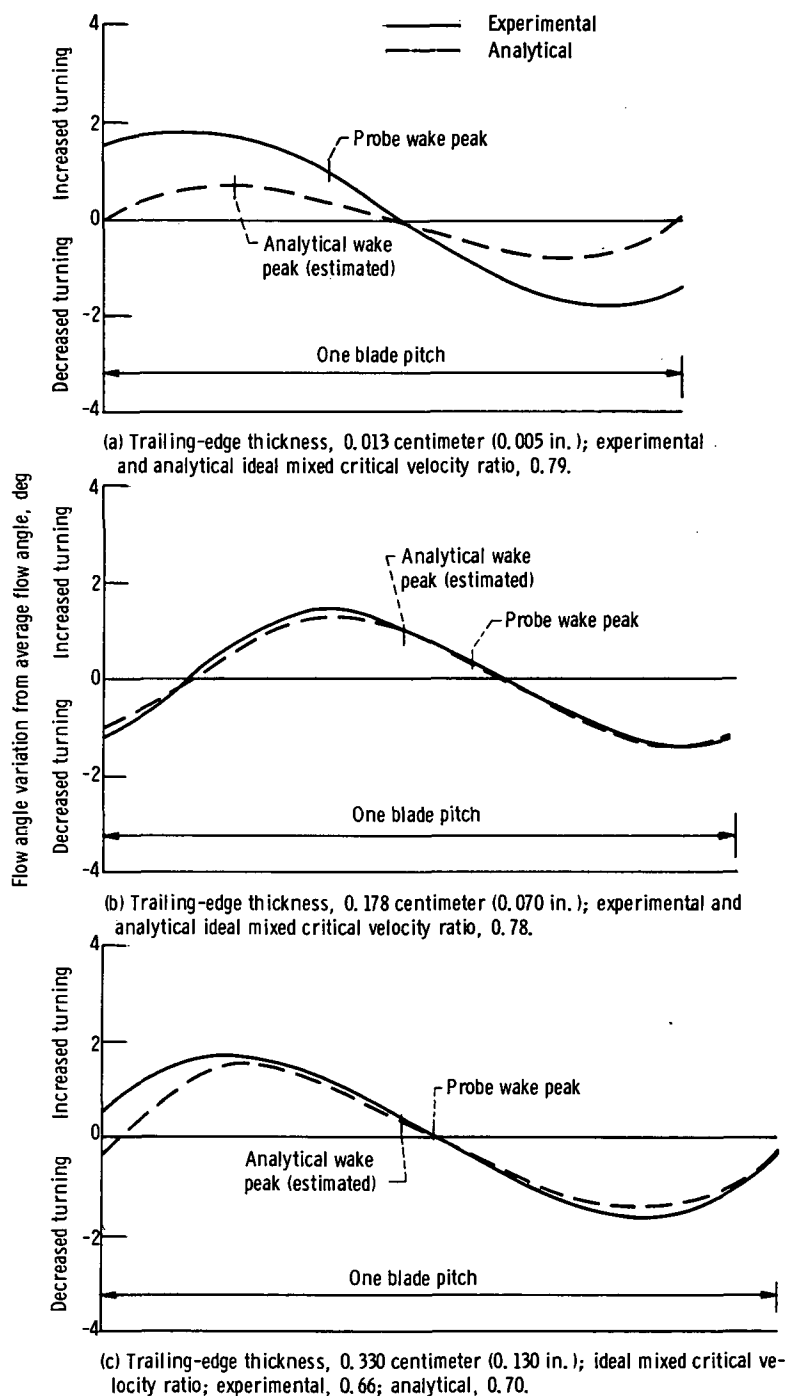 Experimental
Analytical
4
2
0
-2
-4
Increased turning
Decreased turning
Probe wake peak
Analytical wake
peak (estimated)
One blade pitch
(a) Trailing-edge thickness, 0.013 centimeter (0.005 in.); experimental
and analytical ideal mixed critical velocity ratio, 0.79.
Flow angle variation from average flow angle, deg
4
2
0
-2
-4
Increased turning
Decreased turning
Analytical wake
peak (estimated)
Probe wake peak
One blade pitch
(b) Trailing-edge thickness, 0.178 centimeter (0.070 in.); experimental and
analytical ideal mixed critical velocity ratio, 0.78.
4
2
0
-2
-4
Increased turning
Decreased turning
Probe wake peak
Analytical wake
peak (estimated)
One blade pitch
(c) Trailing-edge thickness, 0.330 centimeter (0.130 in.); ideal mixed critical ve-
locity ratio; experimental, 0.66; analytical, 0.70.